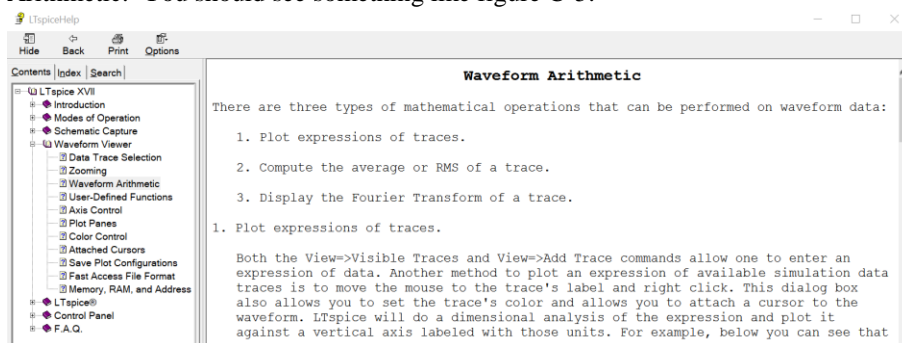 Arithmetic." You should see something like figure C-3.
LTspiceHelp
Hide Back Print Options
Contents Index Search
LTspice XVII
Introduction
Modes of Operation
Schematic Capture
Waveform Viewer
Data Trace Selection
Zooming
Waveform Arithmetic
User-Defined Functions
Axis Control
Plot Panes
Color Control
Attached Cursors
Save Plot Configurations
Fast Access File Format
Memory, RAM, and Address
LTspice®
Control Panel
F.A.Q.
Waveform Arithmetic
There are three types of mathematical operations that can be performed on waveform data:
1. Plot expressions of traces.
2. Compute the average or RMS of a trace.
3. Display the Fourier Transform of a trace.
1. Plot expressions of traces.
Both the View=>Visible Traces and View=>Add Trace commands allow one to enter an
expression of data. Another method to plot an expression of available simulation data
traces is to move the mouse to the trace's label and right click. This dialog box
also allows you to set the trace's color and allows you to attach a cursor to the
waveform. LTspice will do a dimensional analysis of the expression and plot it
against a vertical axis labeled with those units. For example, below you can see that